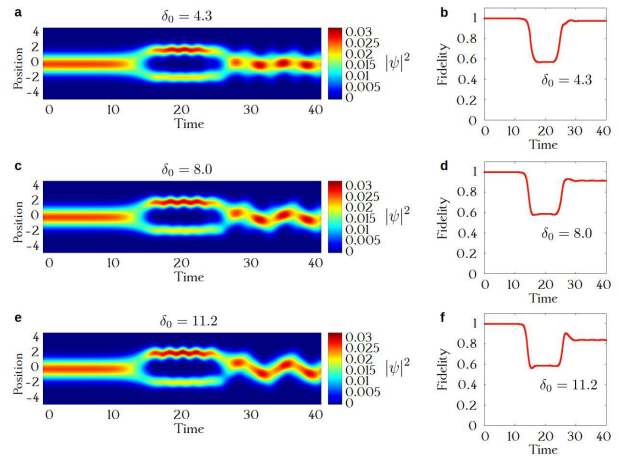 a
δ₀ = 4.3
Position
4
2
0
-2
-4
0 10 20 30 40
Time
0.03
0.025
0.02
0.015
0.01
0.005
0
|ψ|²
b
Fidelity
1
0.8
0.6
0.4
0.2
0
δ₀ = 4.3
0 10 20 30 40
Time
c
δ₀ = 8.0
Position
4
2
0
-2
-4
0 10 20 30 40
Time
0.03
0.025
0.02
0.015
0.01
0.005
0
|ψ|²
d
Fidelity
1
0.8
0.6
0.4
0.2
0
δ₀ = 8.0
0 10 20 30 40
Time
e
δ₀ = 11.2
Position
4
2
0
-2
-4
0 10 20 30 40
Time
0.03
0.025
0.02
0.015
0.01
0.005
0
|ψ|²
f
Fidelity
1
0.8
0.6
0.4
0.2
0
δ₀ = 11.2
0 10 20 30 40
Time